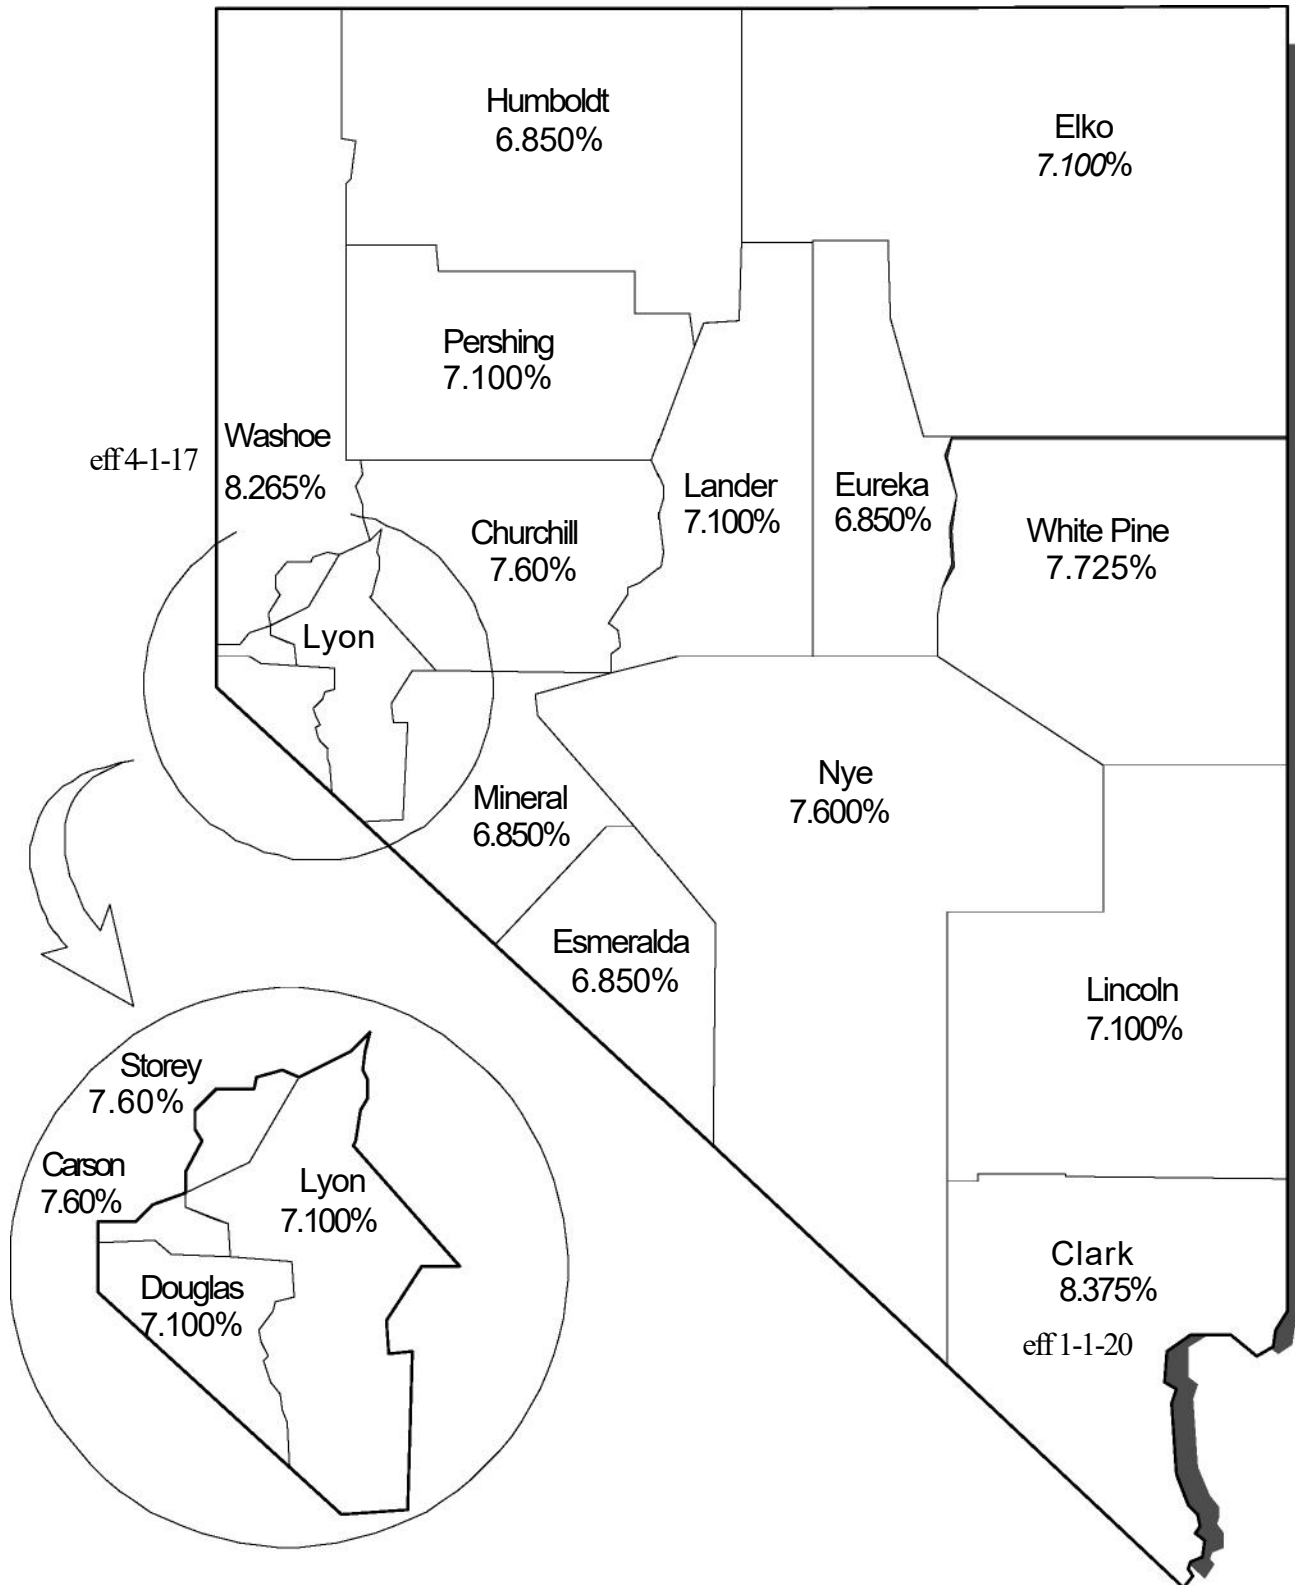 Humboldt
6.850%
Elko
7.100%
Pershing
7.100%
Washoe
eff 4-1-17
8.265%
Lander
7.100%
Eureka
6.850%
Churchill
7.60%
White Pine
7.725%
Lyon
Nye
7.600%
Mineral
6.850%
Esmeralda
6.850%
Lincoln
7.100%
Storey
7.60%
Carson
7.60%
Lyon
7.100%
Douglas
7.100%
Clark
8.375%
eff 1-1-20